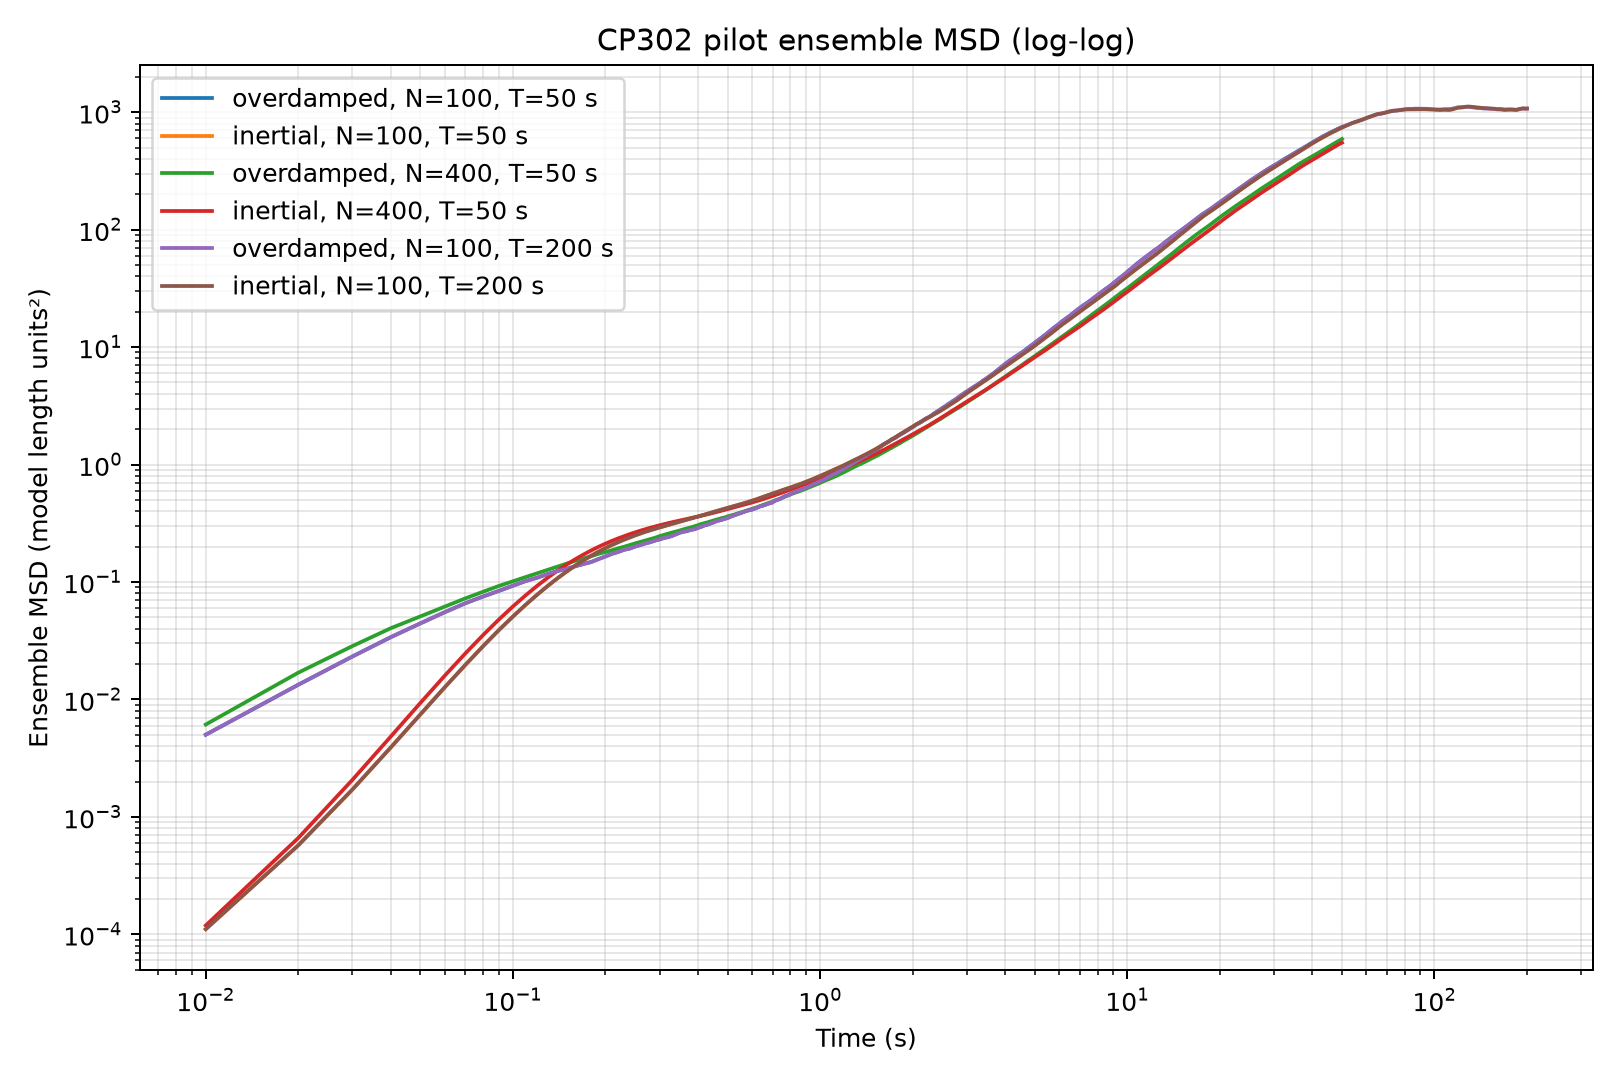 CP302 pilot ensemble MSD (log-log)
overdamped, N=100, T=50 s
inertial, N=100, T=50 s
overdamped, N=400, T=50 s
inertial, N=400, T=50 s
overdamped, N=100, T=200 s
inertial, N=100, T=200 s
Ensemble MSD (model length units²)
10³
10²
10¹
10⁰
10⁻¹
10⁻²
10⁻³
10⁻⁴
10⁻² 10⁻¹ 10⁰ 10¹ 10²
Time (s)